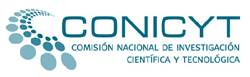 CONICYT
COMISIÓN NACIONAL DE INVESTIGACIÓN
CIENTÍFICA Y TECNOLÓGICA